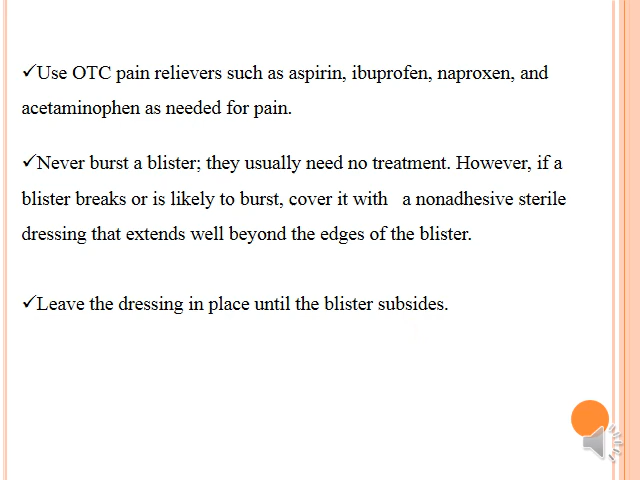 ✓Use OTC pain relievers such as aspirin, ibuprofen, naproxen, and
acetaminophen as needed for pain.
✓Never burst a blister; they usually need no treatment. However, if a
blister breaks or is likely to burst, cover it with   a nonadhesive sterile
dressing that extends well beyond the edges of the blister.
✓Leave the dressing in place until the blister subsides.